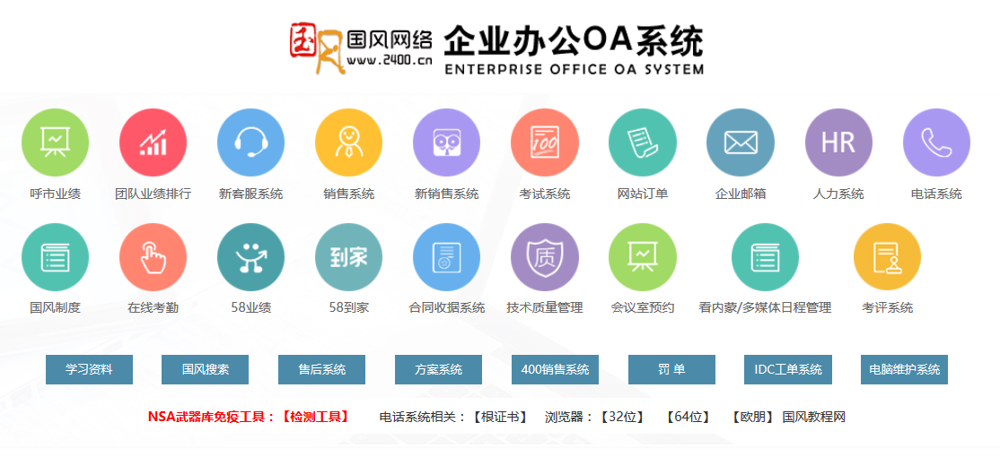 国 风 国风网络 企业办公OA系统
www.2400.cn ENTERPRISE OFFICE OA SYSTEM
100 HR
呼市业绩 团队业绩排行 新客服系统 销售系统 新销售系统 考试系统 网站订单 企业邮箱 人力系统 电话系统
到家 质
国风制度 在线考勤 58业绩 58到家 合同收据系统 技术质量管理 会议室预约 看内蒙/多媒体日程管理 考评系统
学习资料 国风搜索 售后系统 方案系统 400销售系统 罚 单 IDC工单系统 电脑维护系统
NSA武器库免疫工具：【检测工具】 电话系统相关：【根证书】 浏览器：【32位】 【64位】 【欧朋】 国风教程网